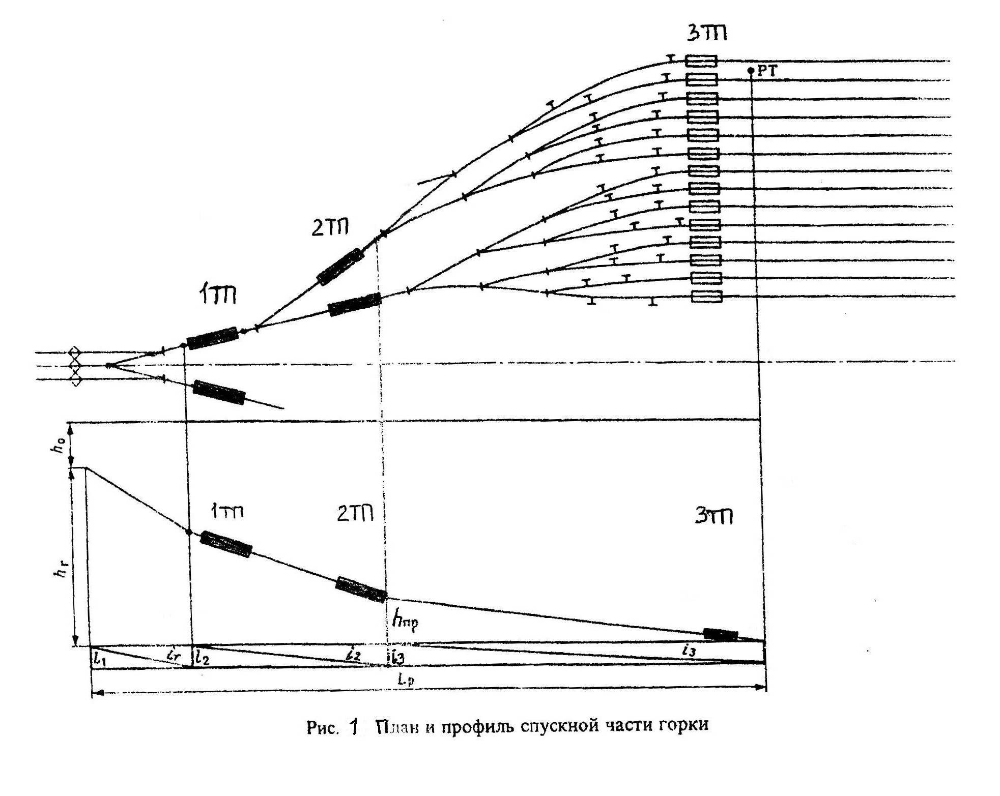 3ТП
РТ
2ТП
1ТП
h₀
1ТП
2ТП
3ТП
hг
hпр
l₁
iг
l₂
i₂
l₃
i₃
Lр
Рис. 1 План и профиль спускной части горки